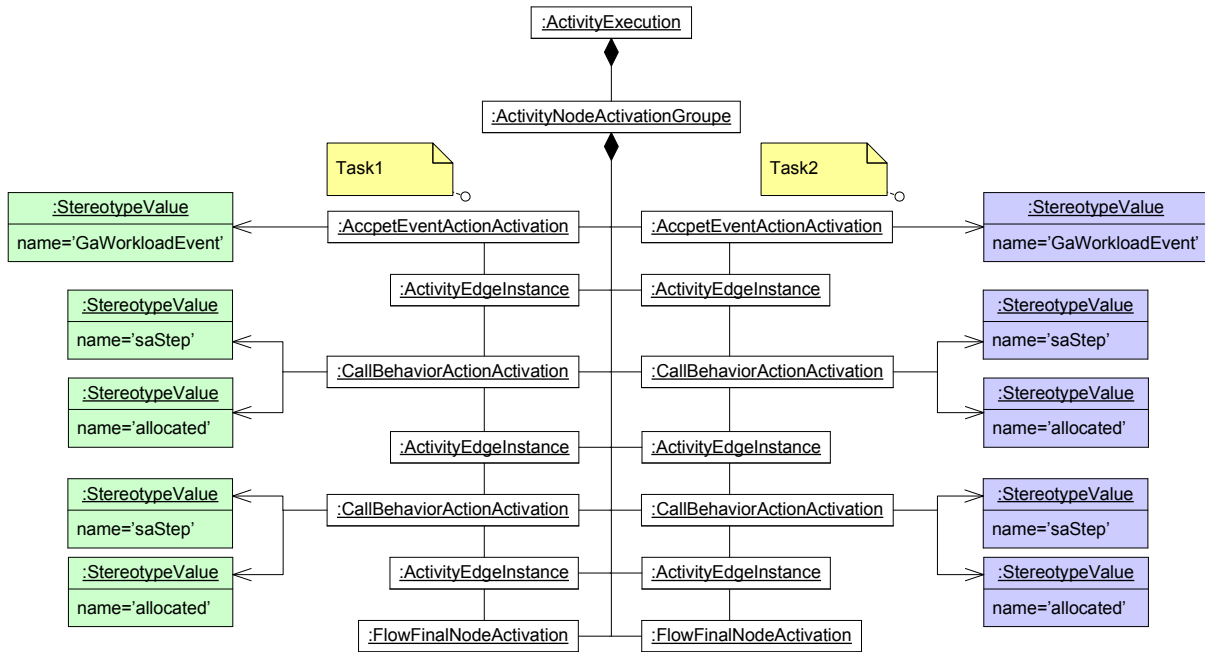 :ActivityExecution
:ActivityNodeActivationGroupe
Task1
Task2
:StereotypeValue
name='GaWorkloadEvent'
:AccpetEventActionActivation
:AccpetEventActionActivation
:StereotypeValue
name='GaWorkloadEvent'
:ActivityEdgeInstance
:ActivityEdgeInstance
:StereotypeValue
name='saStep'
:StereotypeValue
name='saStep'
:CallBehaviorActionActivation
:CallBehaviorActionActivation
:StereotypeValue
name='allocated'
:StereotypeValue
name='allocated'
:ActivityEdgeInstance
:ActivityEdgeInstance
:StereotypeValue
name='saStep'
:CallBehaviorActionActivation
:CallBehaviorActionActivation
:StereotypeValue
name='saStep'
:StereotypeValue
name='allocated'
:ActivityEdgeInstance
:ActivityEdgeInstance
:StereotypeValue
name='allocated'
:FlowFinalNodeActivation
:FlowFinalNodeActivation